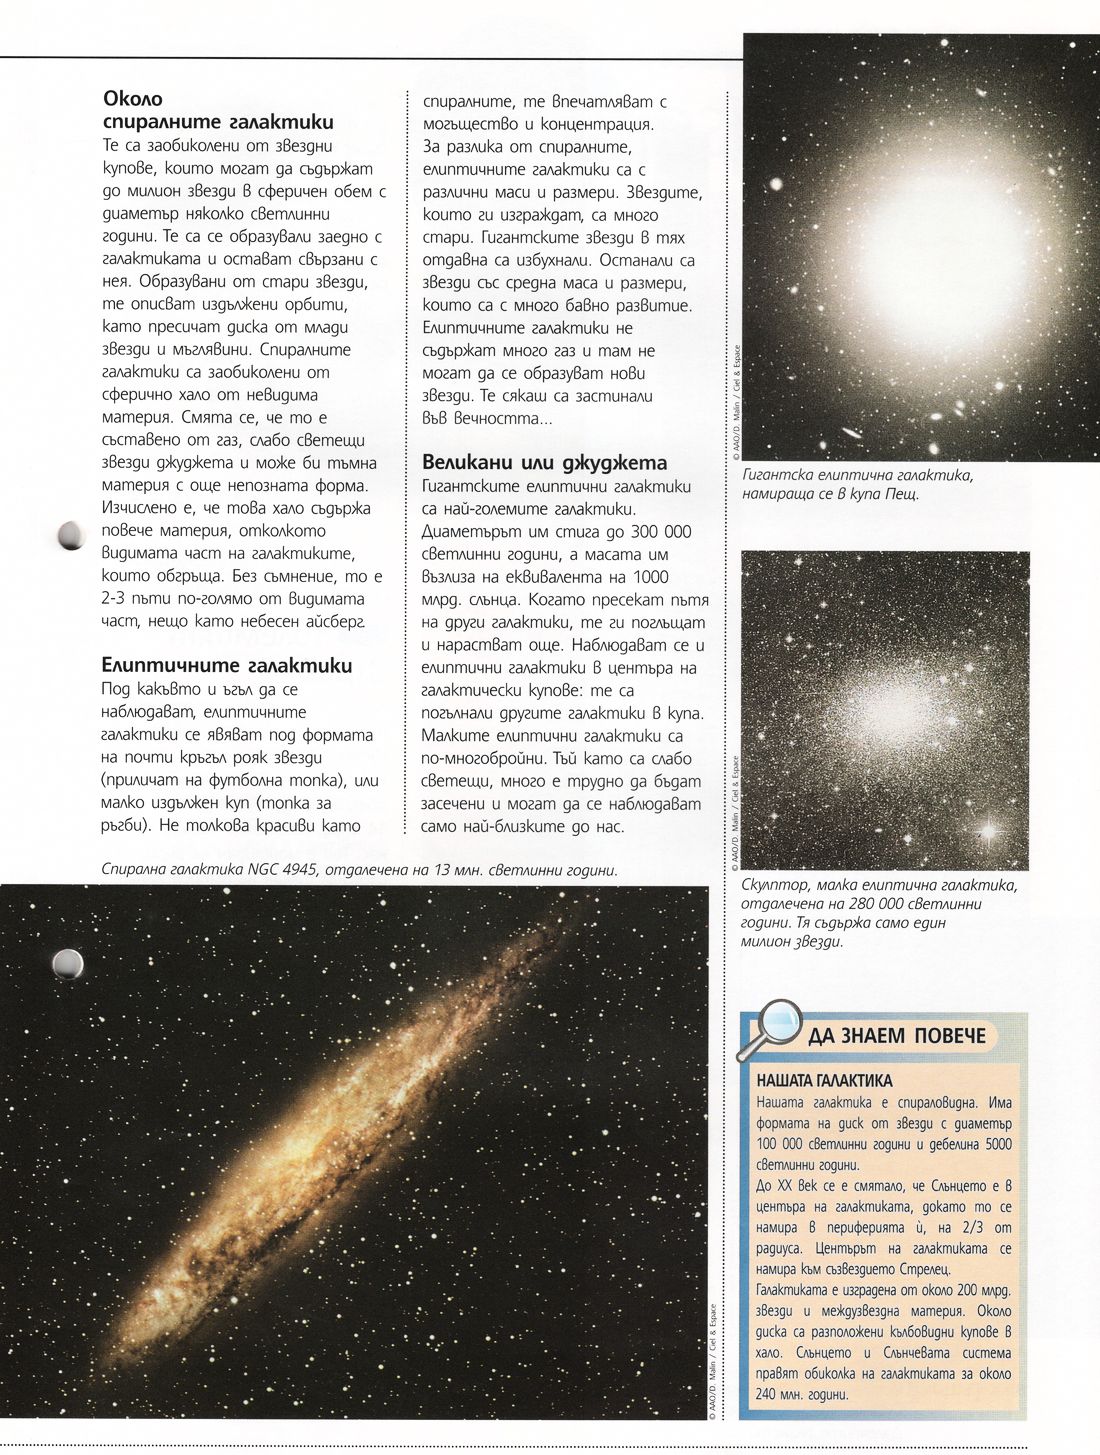 Около
спиралните галактики
Те са заобиколени от звездни
купове, които могат да съдържат
до милион звезди в сферичен обем с
диаметър няколко светлинни
години. Те са се образували заедно с
галактиката и остават свързани с
нея. Образувани от стари звезди,
те описват издължени орбити,
като пресичат диска от млади
звезди и мъглявини. Спиралните
галактики са заобиколени от
сферично хало от невидима
материя. Смята се, че то е
съставено от газ, слабо светещи
звезди джуджета и може би тъмна
материя с още непозната форма.
Изчислено е, че това хало съдържа
повече материя, отколкото
видимата част на галактиките,
които обгръща. Без съмнение, то е
2-3 пъти по-голямо от видимата
част, нещо като небесен айсберг.
Елиптичните галактики
Под какъвто и ъгъл да се
наблюдават, елиптичните
галактики се явяват под формата
на почти кръгъл рояк звезди
(приличат на футболна топка), или
малко издължен куп (топка за
ръгби). Не толкова красиви като
спиралните, те впечатляват с
могъщество и концентрация.
За разлика от спиралните,
елиптичните галактики са с
различни маси и размери. Звездите,
които ги изграждат, са много
стари. Гигантските звезди в тях
отдавна са избухнали. Останали са
звезди със средна маса и размери,
които са с много бавно развитие.
Елиптичните галактики не
съдържат много газ и там не
могат да се образуват нови
звезди. Те сякаш са застинали
във вечността...
Великани или джуджета
Гигантските елиптични галактики
са най-големите галактики.
Диаметърът им стига до 300 000
светлинни години, а масата им
възлиза на еквивалента на 1000
млрд. слънца. Когато пресекат пътя
на други галактики, те ги поглъщат
и нарастват още. Наблюдават се и
елиптични галактики в центъра на
галактически купове: те са
погълнали другите галактики в купа.
Малките елиптични галактики са
по-многобройни. Тъй като са слабо
светещи, много е трудно да бъдат
засечени и могат да се наблюдават
само най-близките до нас.
© AAO/D. Malin / Ciel & Espace
Гигантска елиптична галактика,
намираща се в купа Пещ.
© AAO/D. Malin / Ciel & Espace
Скулптор, малка елиптична галактика,
отдалечена на 280 000 светлинни
години. Тя съдържа само един
милион звезди.
Спирална галактика NGC 4945, отдалечена на 13 млн. светлинни години.
© AAO/D. Malin / Ciel & Espace
ДА ЗНАЕМ ПОВЕЧЕ
НАШАТА ГАЛАКТИКА
Нашата галактика е спираловидна. Има
формата на диск от звезди с диаметър
100 000 светлинни години и дебелина 5000
светлинни години.
До XX век се е смятало, че Слънцето е в
центъра на галактиката, докато то се
намира в периферията ѝ, на 2/3 от
радиуса. Центърът на галактиката се
намира към съзвездието Стрелец.
Галактиката е изградена от около 200 млрд.
звезди и междузвездна материя. Около
диска са разположени кълбовидни купове в
хало. Слънцето и Слънчевата система
правят обиколка на галактиката за около
240 млн. години.